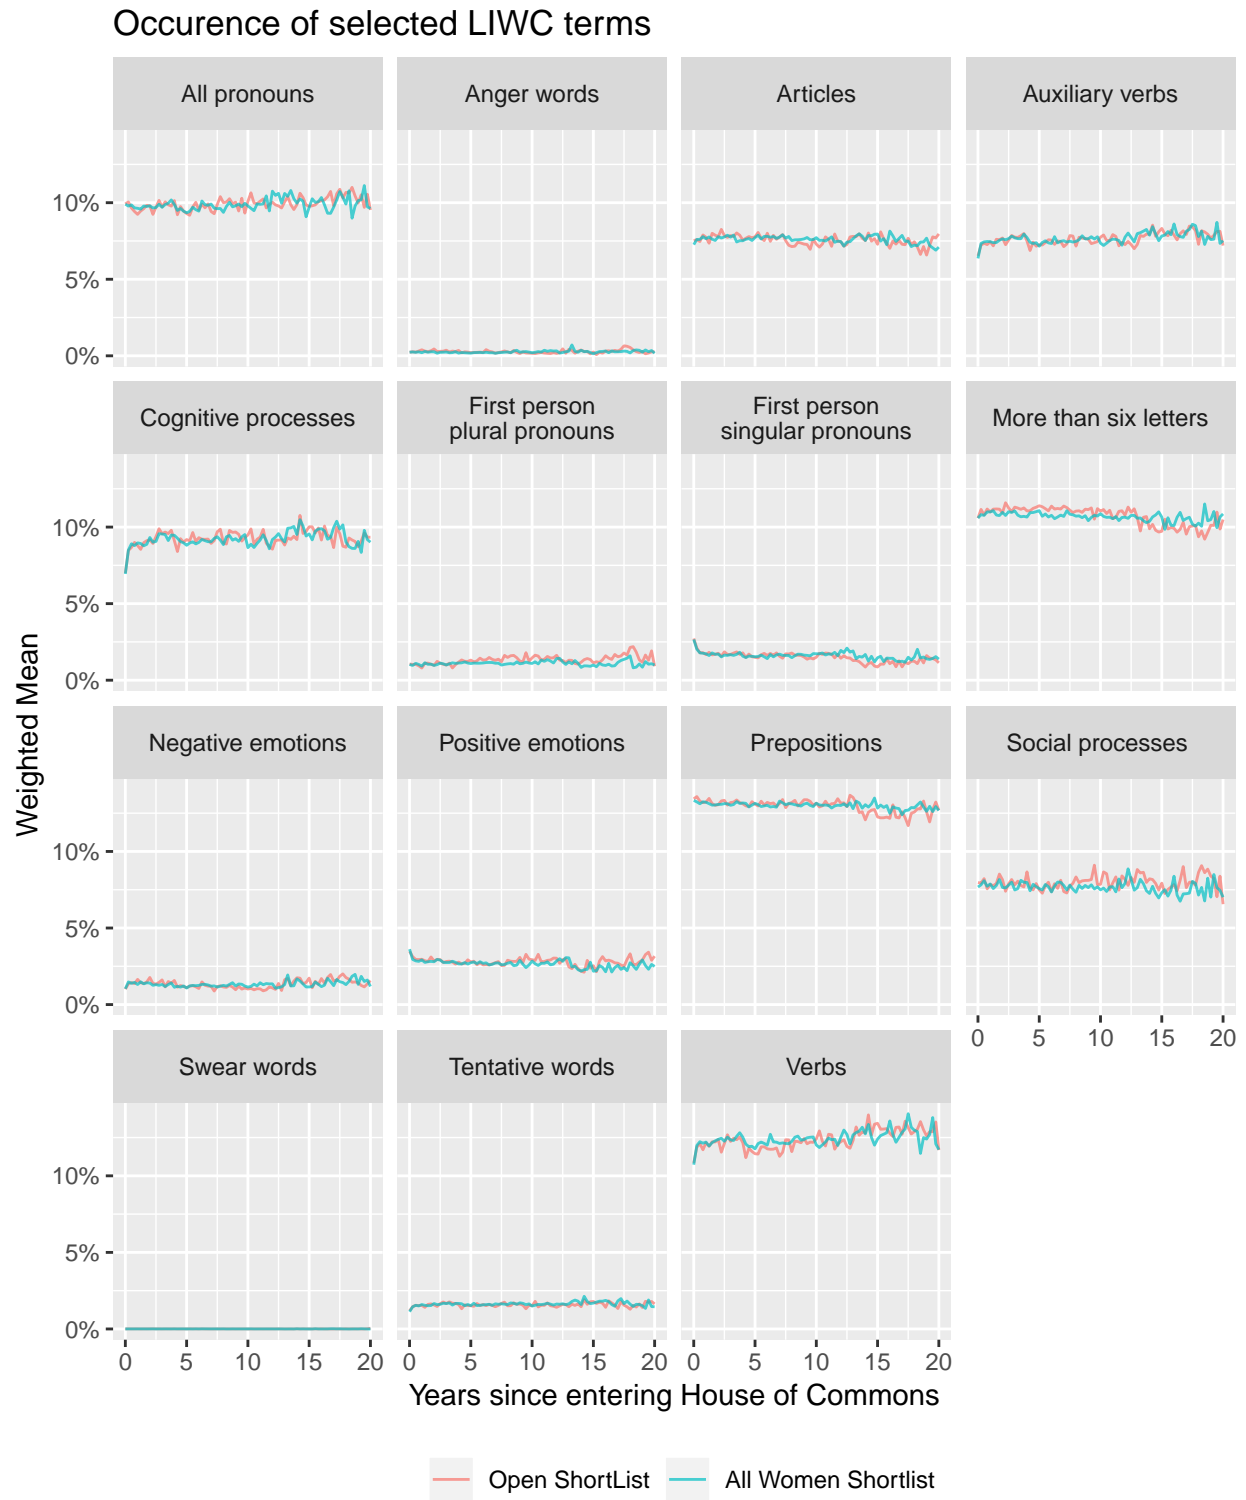 Occurence of selected LIWC terms
All pronouns
Anger words
Articles
Auxiliary verbs
10%
5%
0%
Cognitive processes
First person
plural pronouns
First person
singular pronouns
More than six letters
10%
5%
0%
Weighted Mean
Negative emotions
Positive emotions
Prepositions
Social processes
10%
5%
0%
0 5 10 15 20
Swear words
Tentative words
Verbs
10%
5%
0%
0 5 10 15 20
0 5 10 15 20
0 5 10 15 20
Years since entering House of Commons
Open ShortList
All Women Shortlist